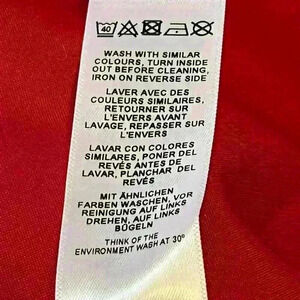 40
WASH WITH SIMILAR
COLOURS, TURN INSIDE
OUT BEFORE CLEANING,
IRON ON REVERSE SIDE
LAVER AVEC DES
COULEURS SIMILAIRES,
RETOURNER SUR
L'ENVERS AVANT
LAVAGE, REPASSER SUR
L'ENVERS
LAVAR CON COLORES
SIMILARES, PONER DEL
REVÉS ANTES DE
LAVAR, PLANCHAR DEL
REVÉS
MIT ÄHNLICHEN
FARBEN WASCHEN, VOR
REINIGUNG AUF LINKS
DREHEN, AUF LINKS
BÜGELN
THINK OF THE
ENVIRONMENT WASH AT 30°